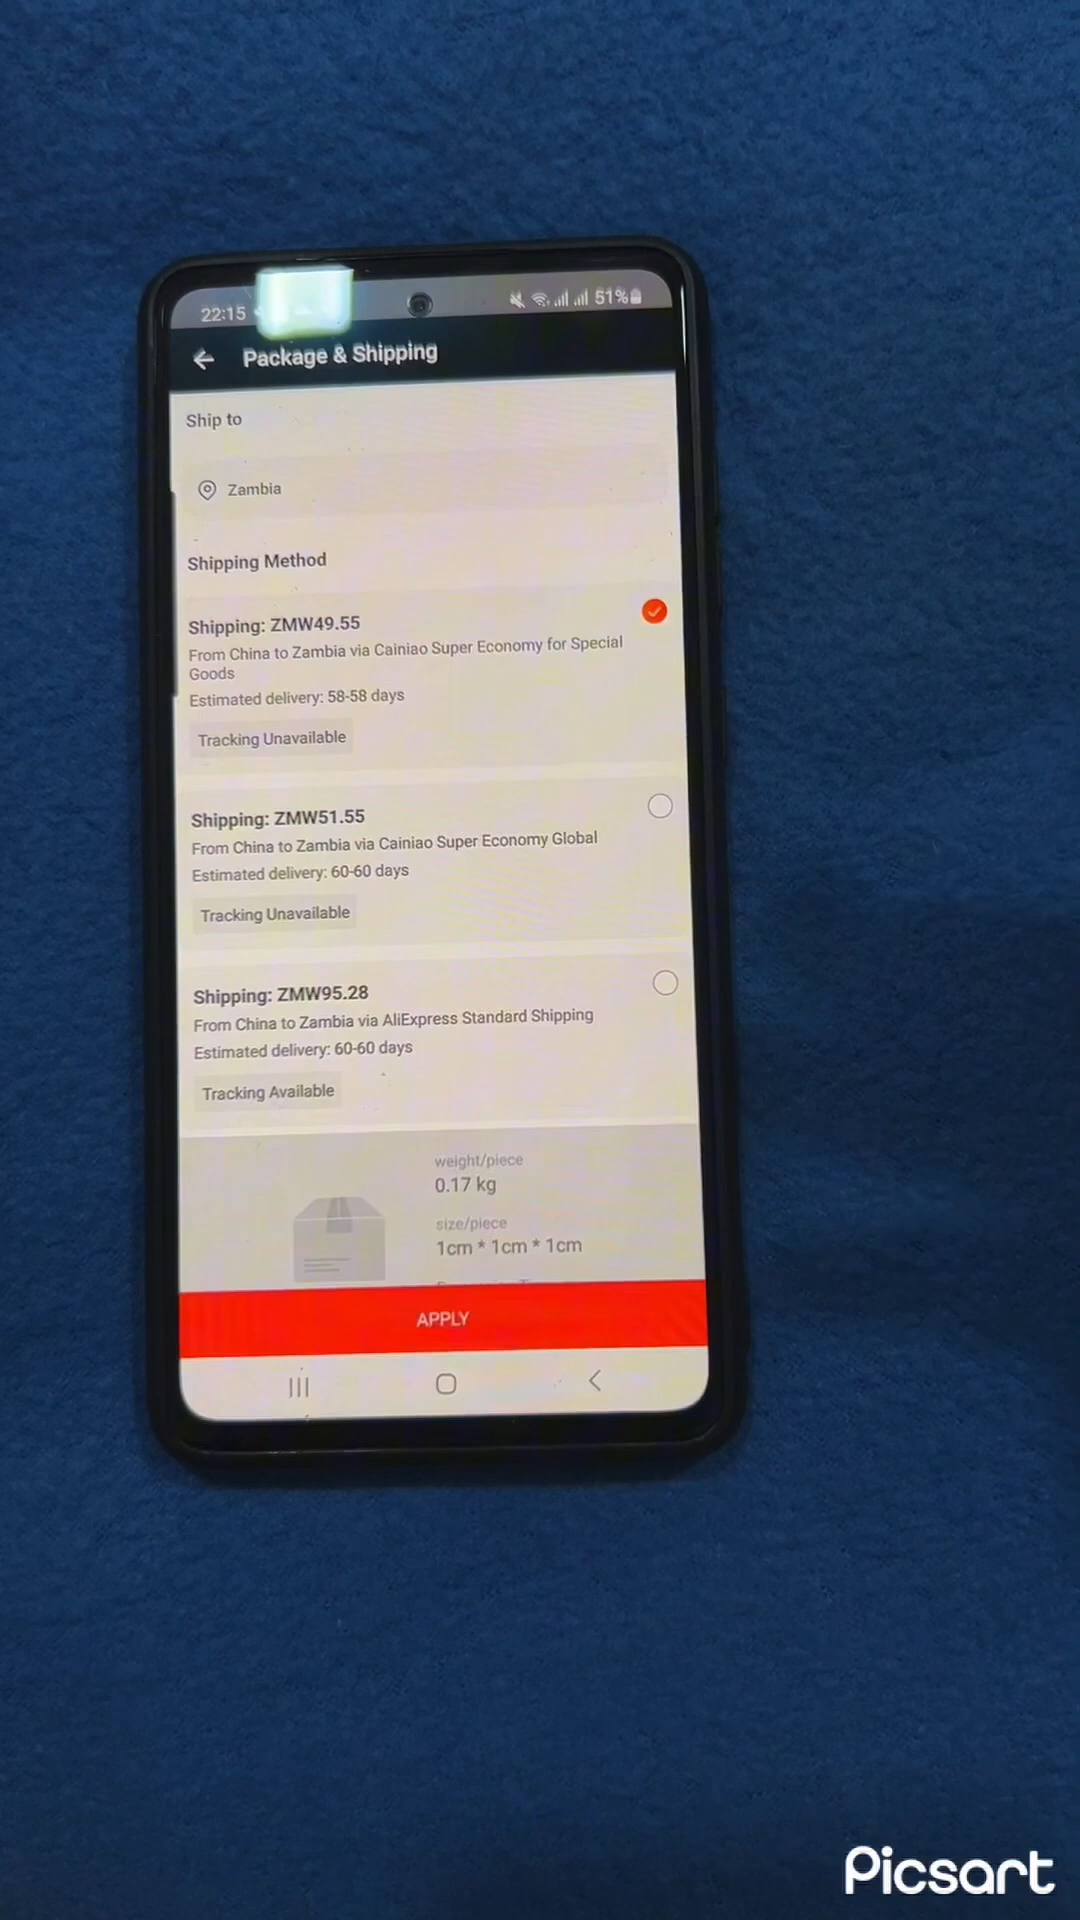 22:15
51%
Package & Shipping
Ship to
Zambia
Shipping Method
Shipping: ZMW49.55
From China to Zambia via Cainiao Super Economy for Special
Goods
Estimated delivery: 58-58 days
Tracking Unavailable
Shipping: ZMW51.55
From China to Zambia via Cainiao Super Economy Global
Estimated delivery: 60-60 days
Tracking Unavailable
Shipping: ZMW95.28
From China to Zambia via AliExpress Standard Shipping
Estimated delivery: 60-60 days
Tracking Available
weight/piece
0.17 kg
size/piece
1cm * 1cm * 1cm
APPLY
Picsart